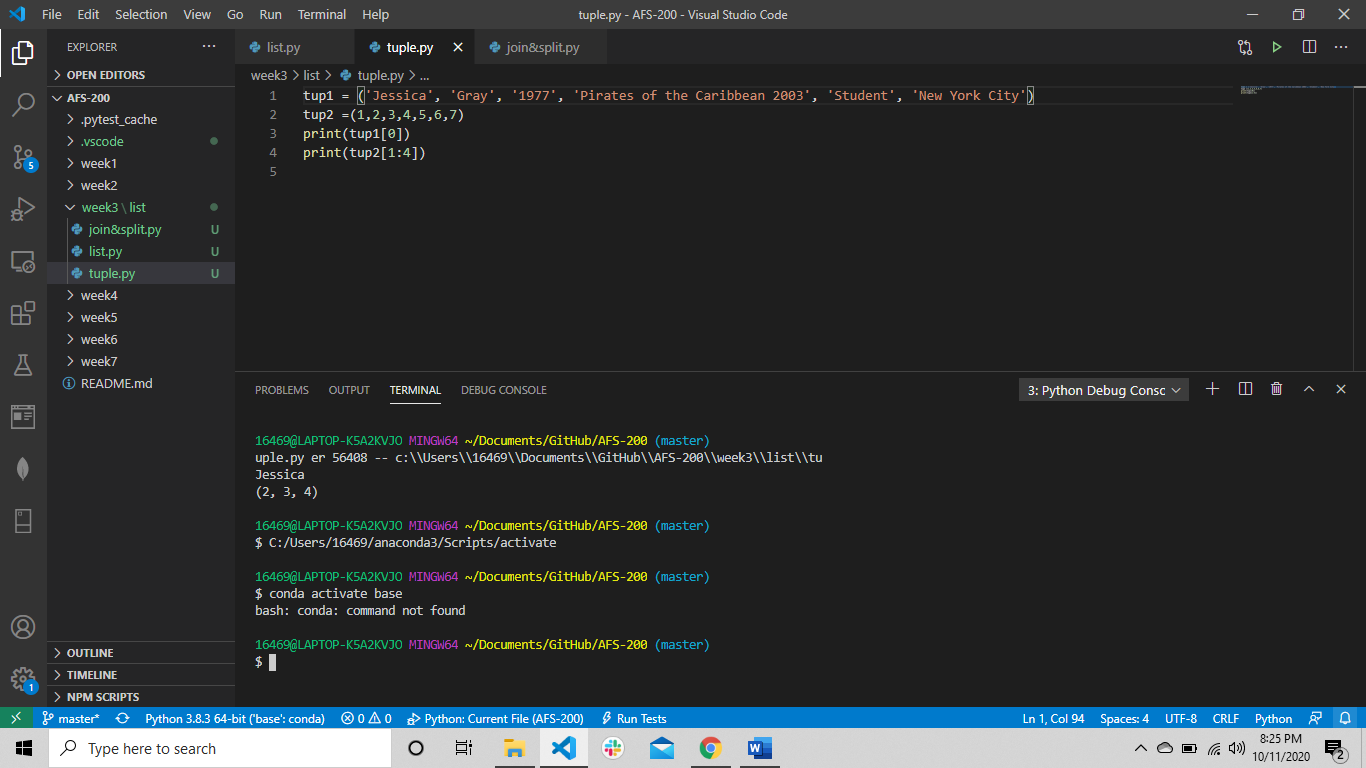 File Edit Selection View Go Run Terminal Help
tuple.py - AFS-200 - Visual Studio Code
EXPLORER
OPEN EDITORS
AFS-200
.pytest_cache
.vscode
week1
week2
week3 \ list
join&split.py U
list.py U
tuple.py U
week4
week5
week6
week7
README.md
OUTLINE
TIMELINE
NPM SCRIPTS
5
1
list.py tuple.py join&split.py
week3 > list > tuple.py > ...
1 tup1 = ('Jessica', 'Gray', '1977', 'Pirates of the Caribbean 2003', 'Student', 'New York City')
2 tup2 =(1,2,3,4,5,6,7)
3 print(tup1[0])
4 print(tup2[1:4])
5
PROBLEMS OUTPUT TERMINAL DEBUG CONSOLE
3: Python Debug Consc
16469@LAPTOP-K5A2KVJO MINGW64 ~/Documents/GitHub/AFS-200 (master)
uple.py er 56408 -- c:\\Users\\16469\\Documents\\GitHub\\AFS-200\\week3\\list\\tu
Jessica
(2, 3, 4)
16469@LAPTOP-K5A2KVJO MINGW64 ~/Documents/GitHub/AFS-200 (master)
$ C:/Users/16469/anaconda3/Scripts/activate
16469@LAPTOP-K5A2KVJO MINGW64 ~/Documents/GitHub/AFS-200 (master)
$ conda activate base
bash: conda: command not found
16469@LAPTOP-K5A2KVJO MINGW64 ~/Documents/GitHub/AFS-200 (master)
$
master* Python 3.8.3 64-bit ('base': conda) 0 0 Python: Current File (AFS-200) Run Tests Ln 1, Col 94 Spaces: 4 UTF-8 CRLF Python
Type here to search
8:25 PM
10/11/2020
2